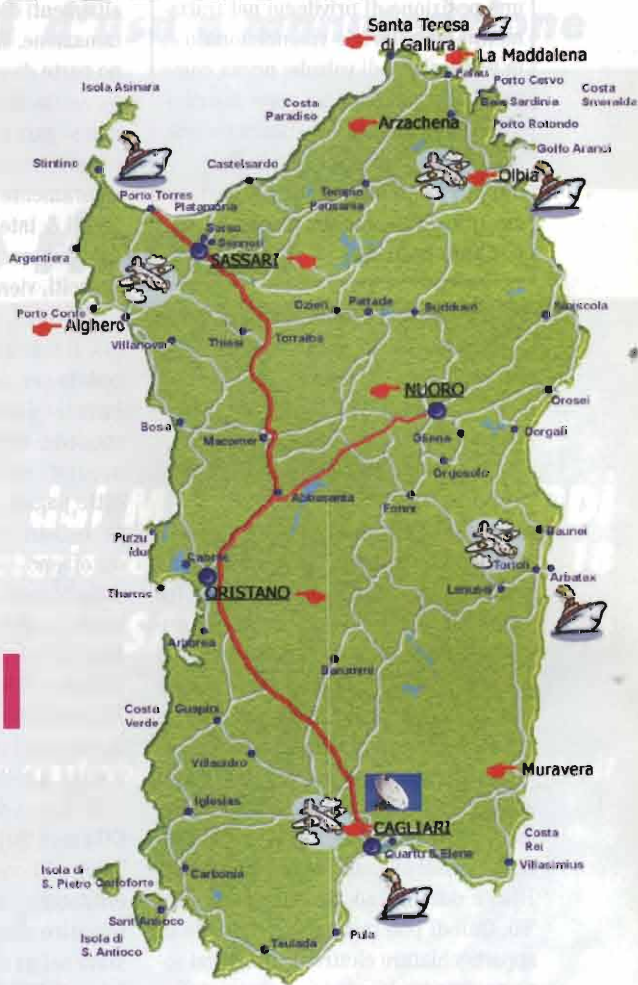 Santa Teresa
di Gallura
La Maddalena
Palau
Porto Cervo
Baia Sardinia
Costa
Smeralda
Isola Asinara
Costa
Paradiso
Arzachena
Porto Rotondo
Golfo Aranci
Stintino
Castelsardo
Olbia
Porto Torres
Platamona
Tempio
Pausania
Sorso
Sennori
SASSARI
Argentiera
Porto Conte
Alghero
Ozieri
Pattada
Buddusò
Siniscola
Villanova
Thiesi
Torralba
NUORO
Orosei
Bosa
Macomer
Oliena
Dorgali
Orgosolo
Abbasanta
Fonni
Putzu
Idu
Cabras
Baunei
Tortolì
Arbatax
Tharros
ORISTANO
Lanusei
Arborea
Barumini
Costa
Verde
Guspini
Villacidro
Muravera
Iglesias
CAGLIARI
Quartu S. Elena
Costa
Rei
Villasimius
Isola di
S. Pietro
Carloforte
Carbonia
Sant'Antioco
Isola di
S. Antioco
Teulada
Pula